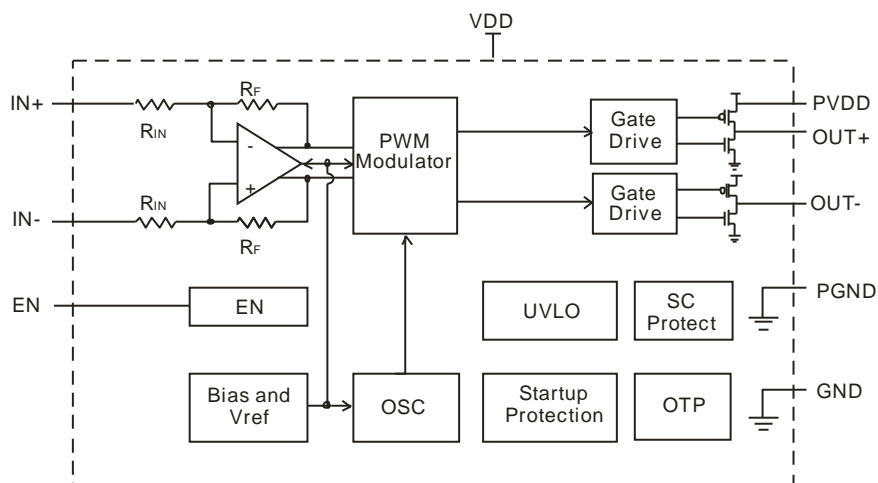 VDD
IN+
RIN
RF
-
+
IN-
RIN
RF
PWM
Modulator
Gate
Drive
PVDD
OUT+
Gate
Drive
OUT-
EN
EN
UVLO
SC
Protect
PGND
Bias and
Vref
OSC
Startup
Protection
OTP
GND